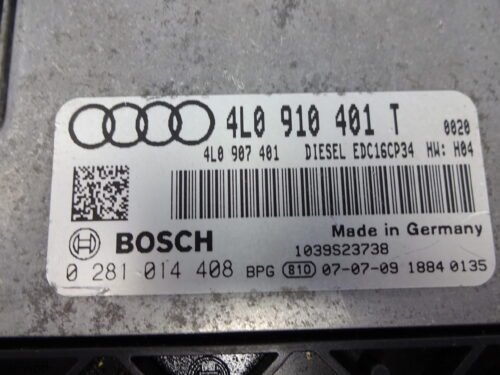 4L0 910 401 T 0020
4L0 907 401 DIESEL EDC16CP34 HW: H04
Made in Germany
BOSCH 1039S23738
0 281 014 408 BPG 810 07-07-09 1884 0135